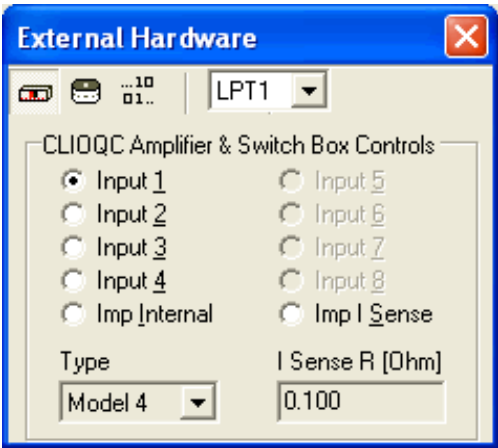 External Hardware
...10
01..
LPT1
CLIOQC Amplifier & Switch Box Controls
Input 1 Input 5
Input 2 Input 6
Input 3 Input 7
Input 4 Input 8
Imp Internal Imp I Sense
Type I Sense R [Ohm]
Model 4 0.100